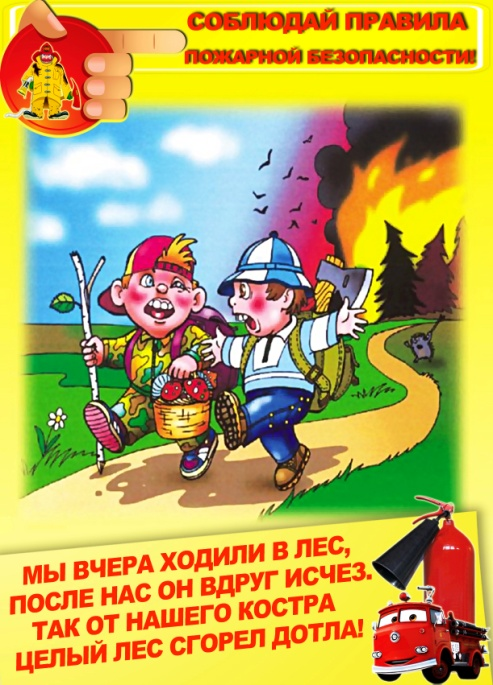 СОБЛЮДАЙ ПРАВИЛА
ПОЖАРНОЙ БЕЗОПАСНОСТИ!
МЫ ВЧЕРА ХОДИЛИ В ЛЕС,
ПОСЛЕ НАС ОН ВДРУГ ИСЧЕЗ.
ТАК ОТ НАШЕГО КОСТРА
ЦЕЛЫЙ ЛЕС СГОРЕЛ ДОТЛА!